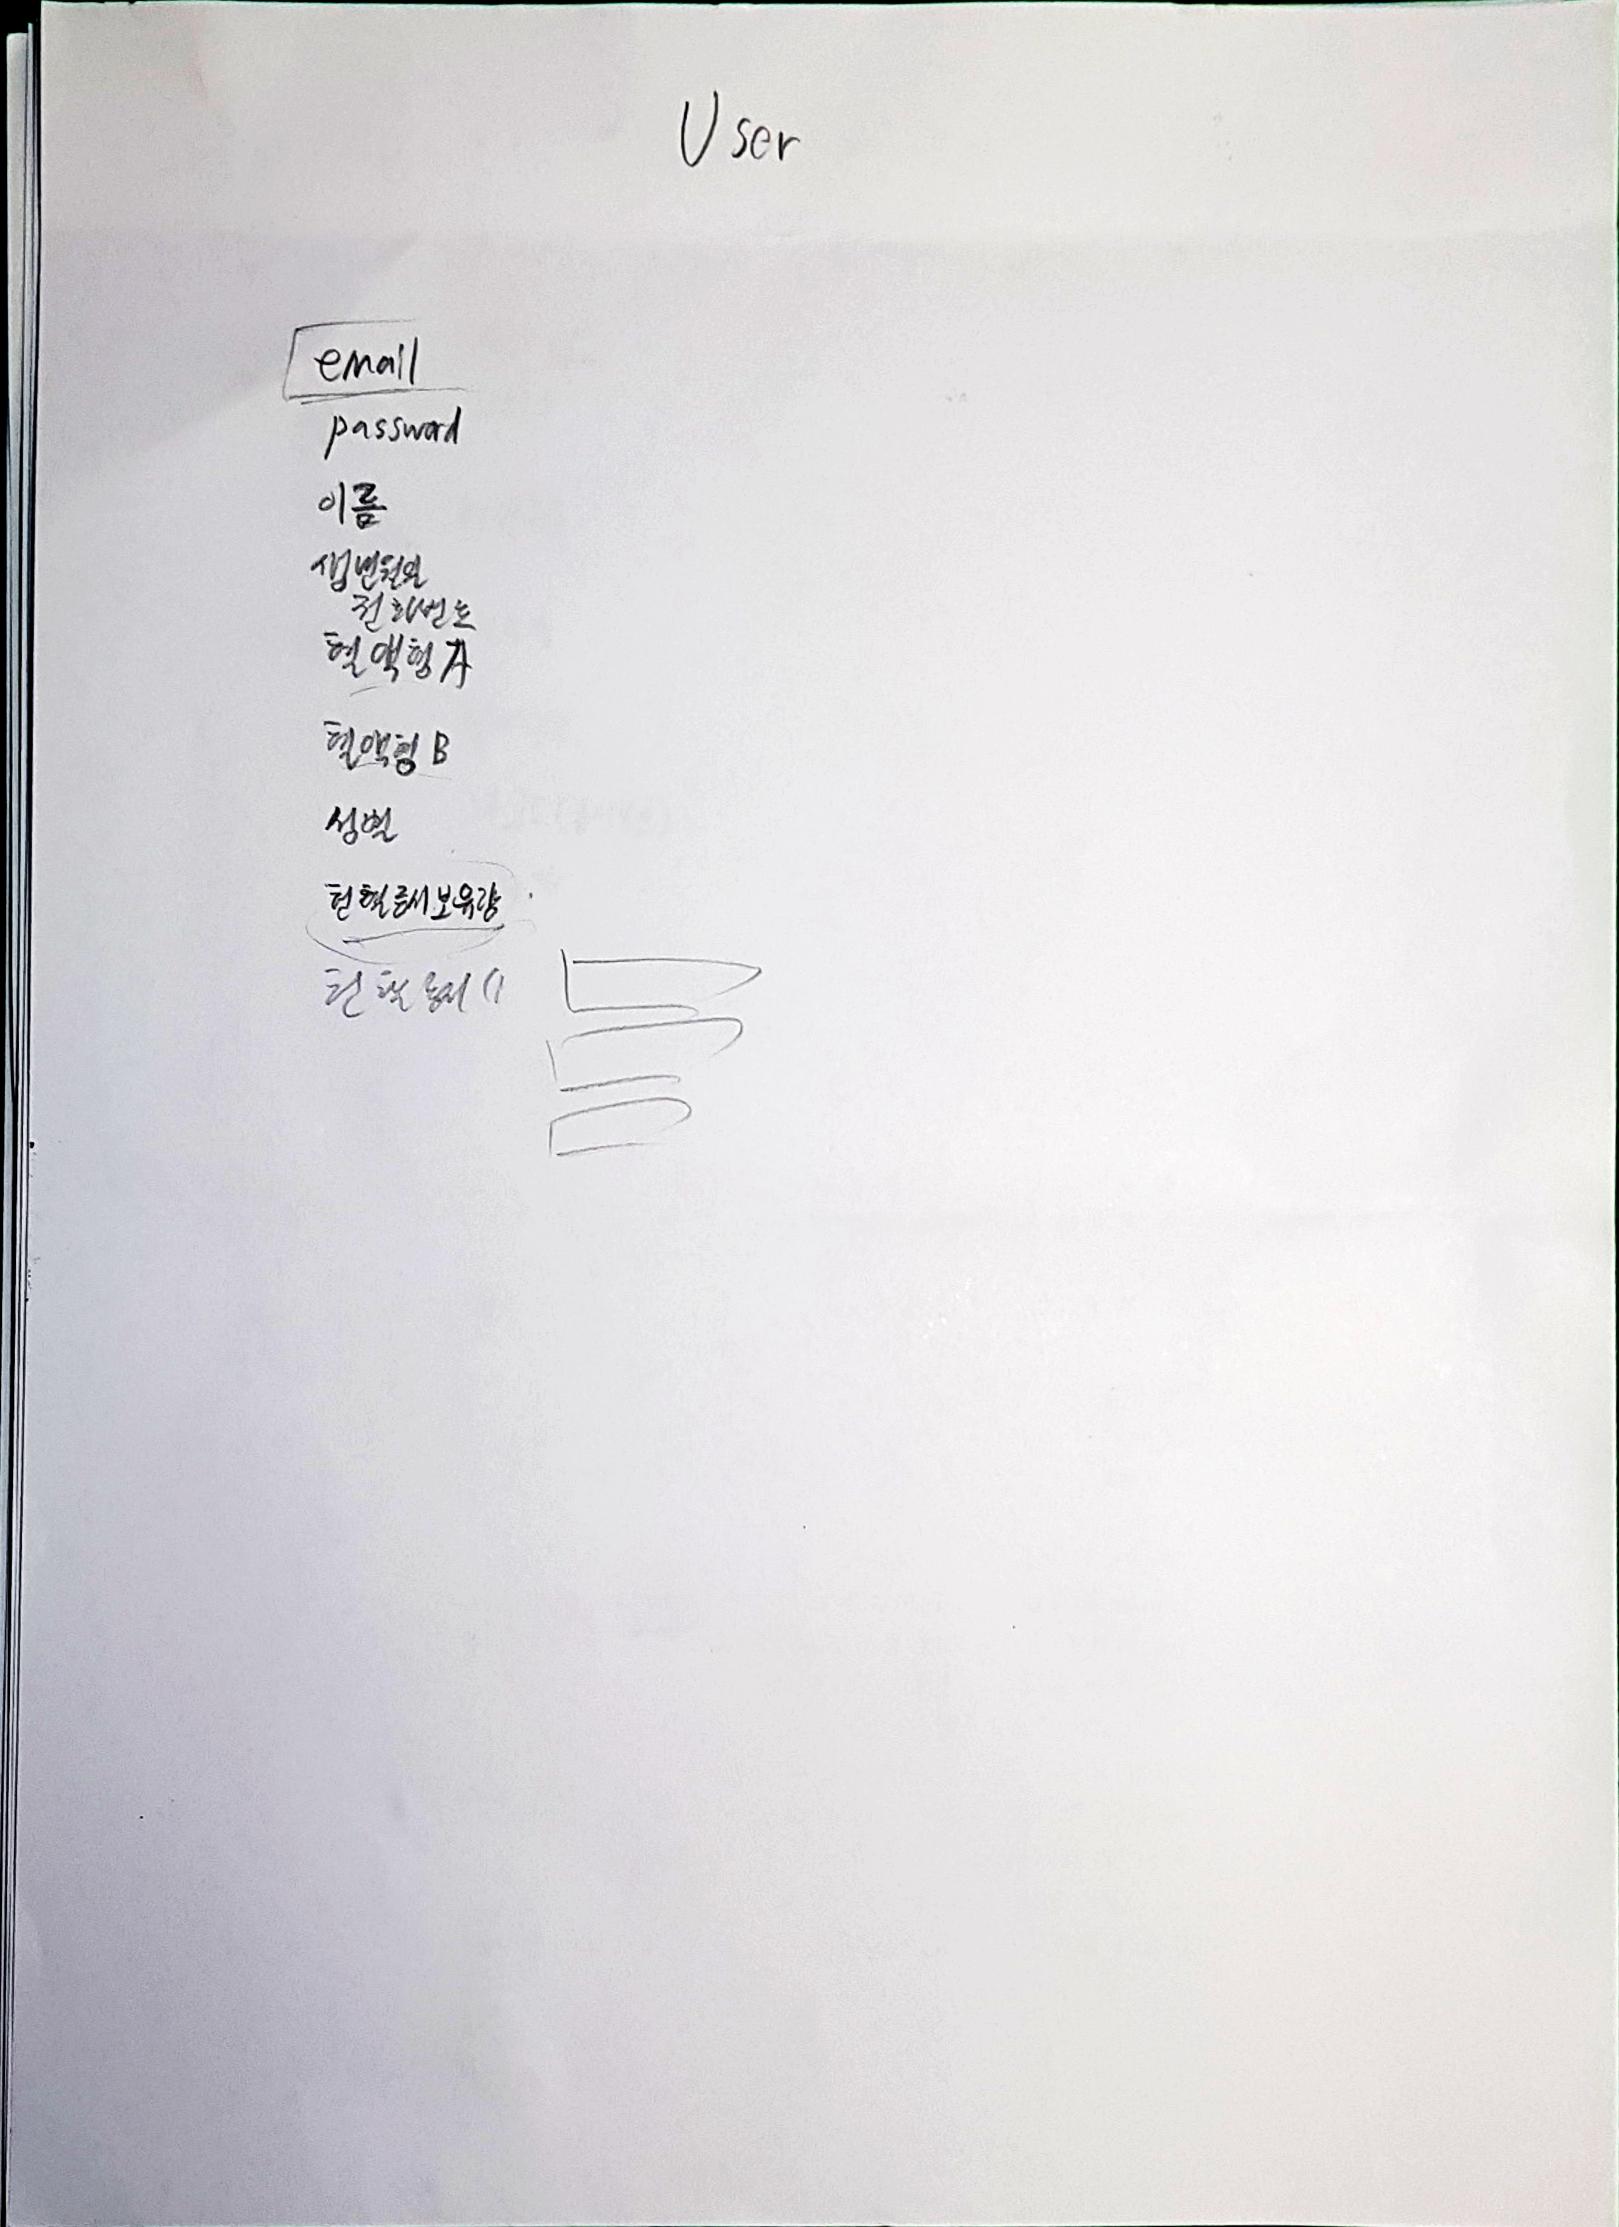 User
email
password
이름
생년월일
전화번호
혈액형 A
혈액형 B
성별
헌혈증서보유량
헌혈증서 ()